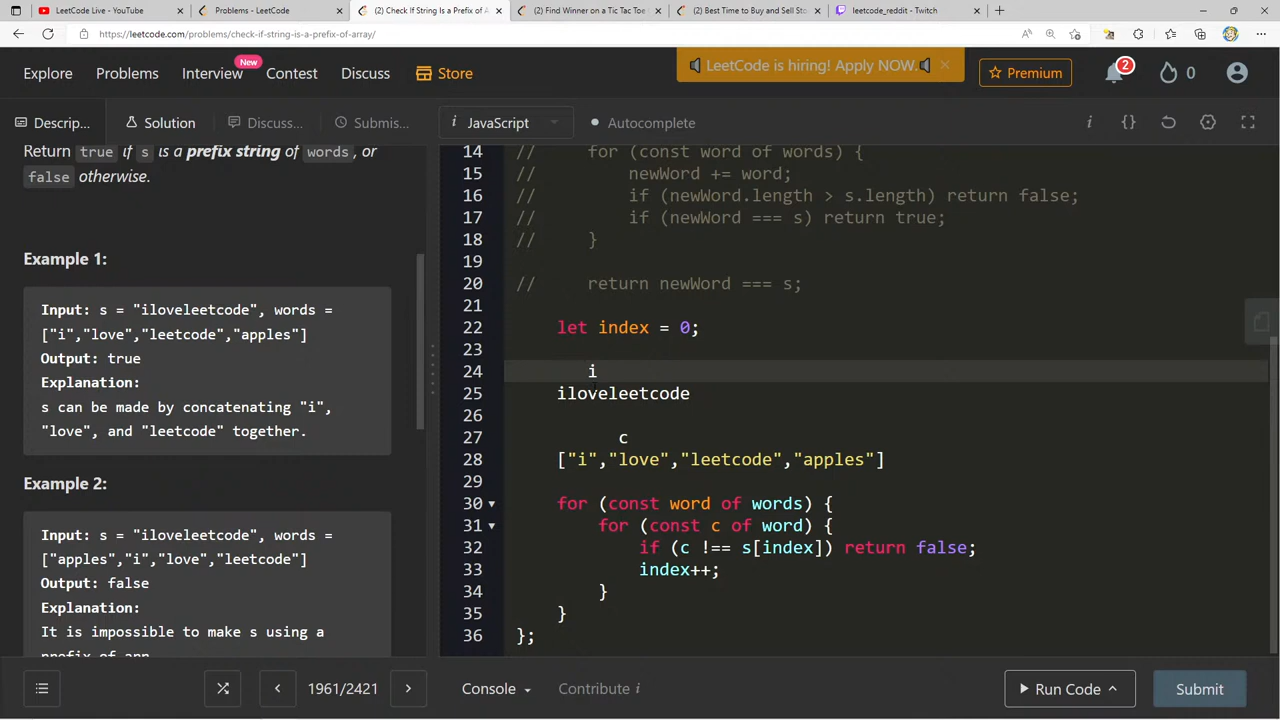 LeetCode Live - YouTube
Problems - LeetCode
(2) Check If String Is a Prefix of A
(2) Find Winner on a Tic Tac Toe
(2) Best Time to Buy and Sell Sto
leetcode_reddit - Twitch
https://leetcode.com/problems/check-if-string-is-a-prefix-of-array/
Explore
Problems
Interview
New
Contest
Discuss
Store
LeetCode is hiring! Apply NOW.
Premium
2
0
Descrip...
Solution
Discuss...
Submis...
i JavaScript
Autocomplete
Return true if s is a prefix string of words, or
false otherwise.
Example 1:
Input: s = "iloveleetcode", words =
["i","love","leetcode","apples"]
Output: true
Explanation:
s can be made by concatenating "i",
"love", and "leetcode" together.
Example 2:
Input: s = "iloveleetcode", words =
["apples","i","love","leetcode"]
Output: false
Explanation:
It is impossible to make s using a
prefix of arr.
14 // for (const word of words) {
15 // newWord += word;
16 // if (newWord.length > s.length) return false;
17 // if (newWord === s) return true;
18 // }
19
20 // return newWord === s;
21
22 let index = 0;
23
24 i
25 iloveleetcode
26
27 c
28 ["i","love","leetcode","apples"]
29
30 for (const word of words) {
31 for (const c of word) {
32 if (c !== s[index]) return false;
33 index++;
34 }
35 }
36 };
1961/2421
Console
Contribute i
Run Code
Submit